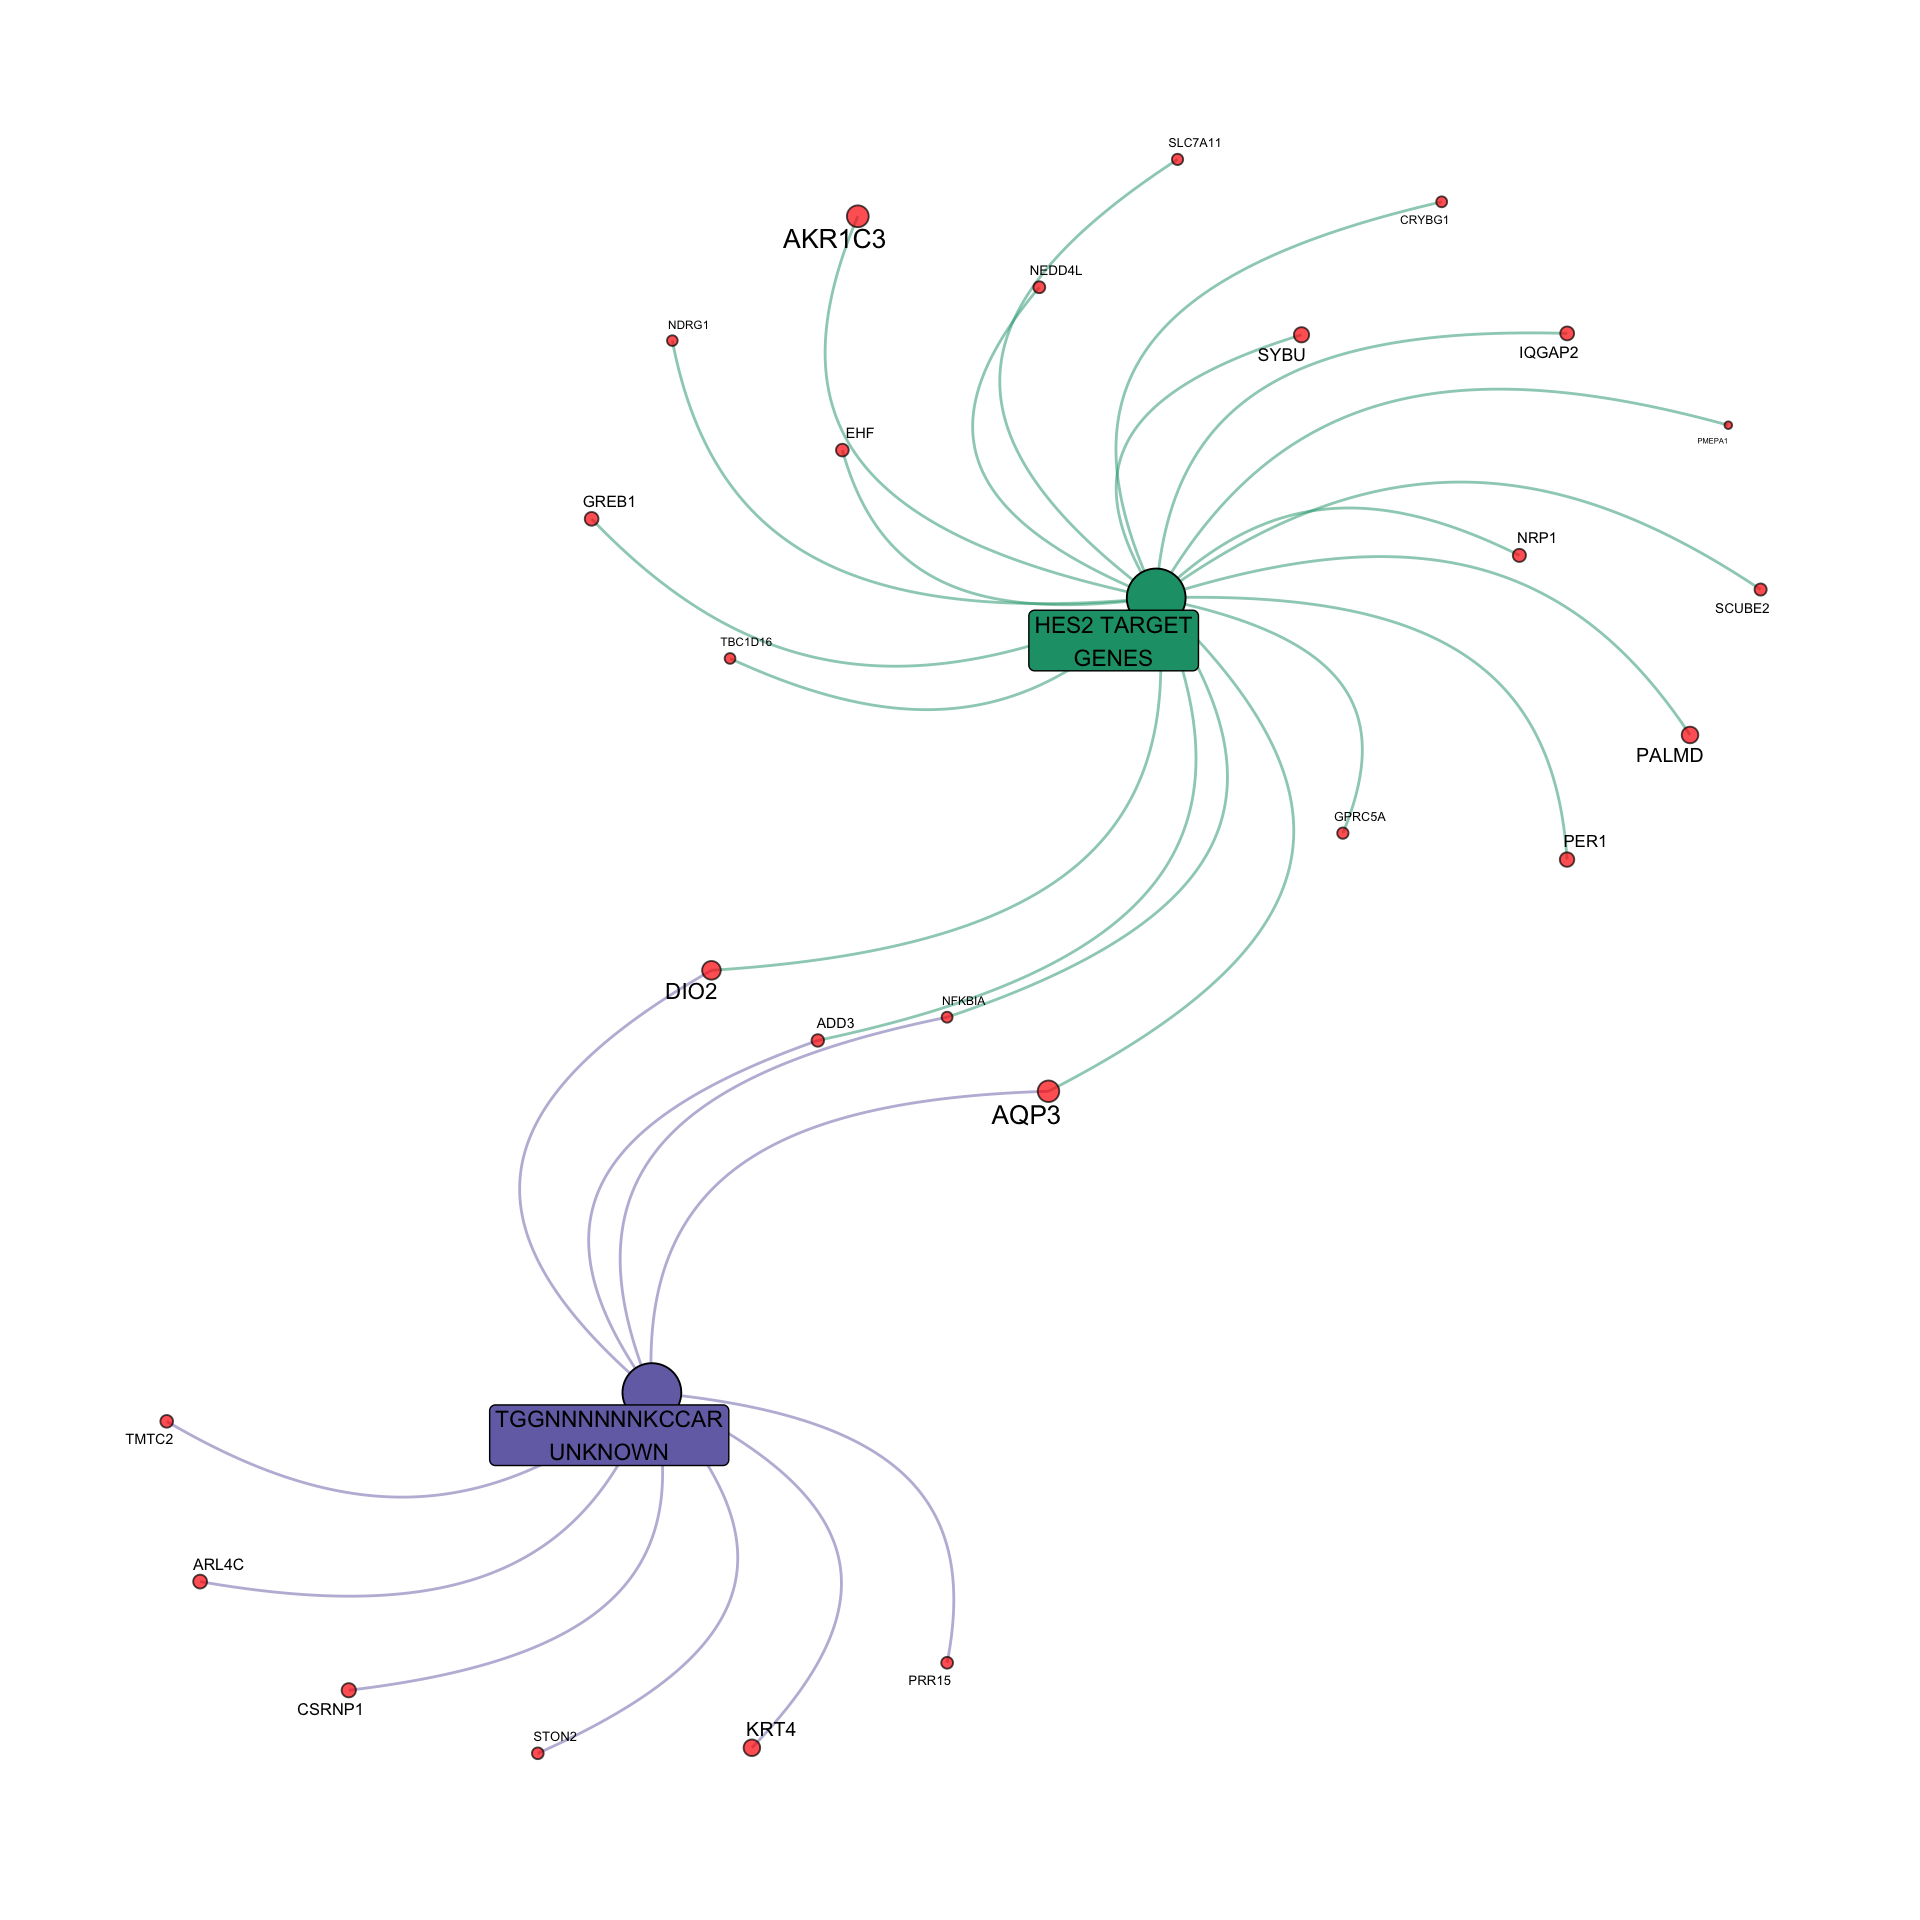 SLC7A11
CRYBG1
AKR1C3
NEDD4L
NDRG1
SYBU
IQGAP2
EHF
PMEPA1
GREB1
NRP1
SCUBE2
HES2 TARGET
GENES
TBC1D16
PALMD
GPRC5A
PER1
DIO2
NFKBIA
ADD3
AQP3
TGGNNNNNNKCCAR
UNKNOWN
TMTC2
ARL4C
PRR15
CSRNP1
STON2
KRT4